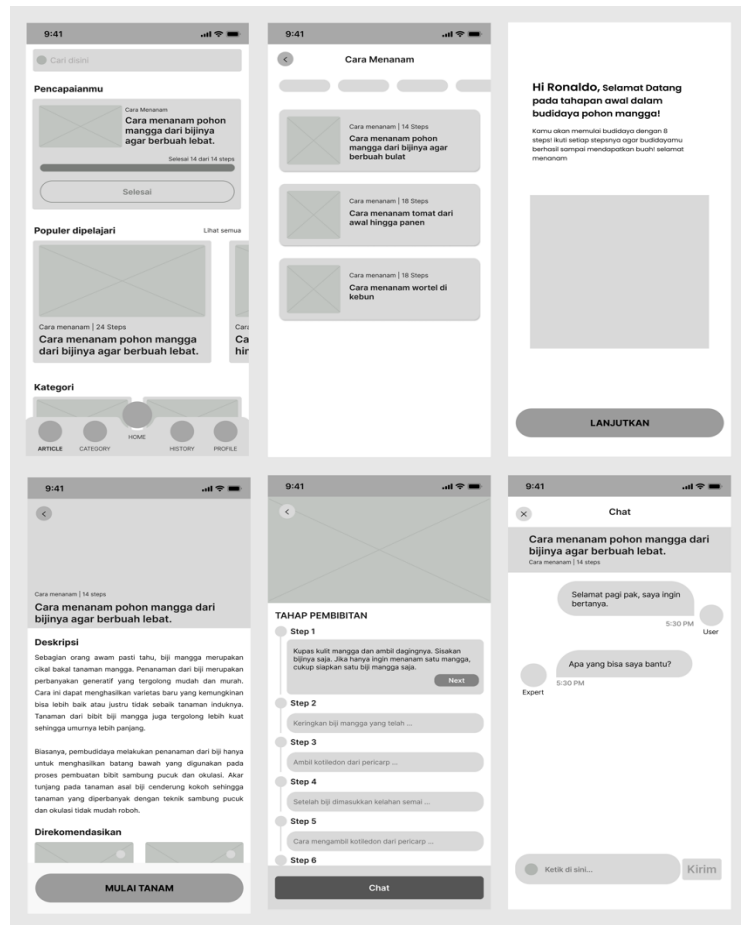 9:41
Cari disini
Pencapaianmu
Cara Menanam
Cara menanam pohon
mangga dari bijinya
agar berbuah lebat.
Selesai 14 dari 14 steps
Selesai
Populer dipelajari
Lihat semua
Cara menanam | 24 Steps
Cara menanam pohon mangga
dari bijinya agar berbuah lebat.
Cara
Ca
hin
Kategori
ARTICLE
CATEGORY
HOME
HISTORY
PROFILE
9:41
Cara Menanam
Cara menanam | 14 Steps
Cara menanam pohon
mangga dari bijinya agar
berbuah bulat
Cara menanam | 18 Steps
Cara menanam tomat dari
awal hingga panen
Cara menanam | 18 Steps
Cara menanam wortel di
kebun
9:41
Hi Ronaldo, Selamat Datang
pada tahapan awal dalam
budidaya pohon mangga!
Kamu akan memulai budidaya dengan 8
steps! ikuti setiap stepsnya agar budidayamu
berhasil sampai mendapatkan buah! selamat
menanam
LANJUTKAN
9:41
Cara menanam | 14 steps
Cara menanam pohon mangga dari
bijinya agar berbuah lebat.
Deskripsi
Sebagian orang awam pasti tahu, biji mangga merupakan
cikal bakal tanaman mangga. Penanaman dari biji merupakan
perbanyakan generatif yang tergolong mudah dan murah.
Cara ini dapat menghasilkan varietas baru yang kemungkinan
bisa lebih baik atau justru tidak sebaik tanaman induknya.
Tanaman dari bibit biji mangga juga tergolong lebih kuat
sehingga umurnya lebih panjang.
Biasanya, pembudidaya melakukan penanaman dari biji hanya
untuk menghasilkan batang bawah yang digunakan pada
proses pembuatan bibit sambung pucuk dan okulasi. Akar
tunjang pada tanaman asal biji cenderung kokoh sehingga
tanaman yang diperbanyak dengan teknik sambung pucuk
dan okulasi tidak mudah roboh.
Direkomendasikan
MULAI TANAM
9:41
TAHAP PEMBIBITAN
Step 1
Kupas kulit mangga dan ambil dagingnya. Sisakan
bijinya saja. Jika hanya ingin menanam satu mangga,
cukup siapkan satu biji mangga saja.
Next
Step 2
Keringkan biji mangga yang telah ...
Step 3
Ambil kotiledon dari pericarp ...
Step 4
Setelah biji dimasukkan kelahan semai ...
Step 5
Cara mengambil kotiledon dari pericarp ...
Step 6
Chat
9:41
Chat
Cara menanam pohon mangga dari
bijinya agar berbuah lebat.
Cara menanam | 14 steps
Selamat pagi pak, saya ingin
bertanya.
5:30 PM
User
Apa yang bisa saya bantu?
Expert
5:30 PM
Ketik di sini...
Kirim